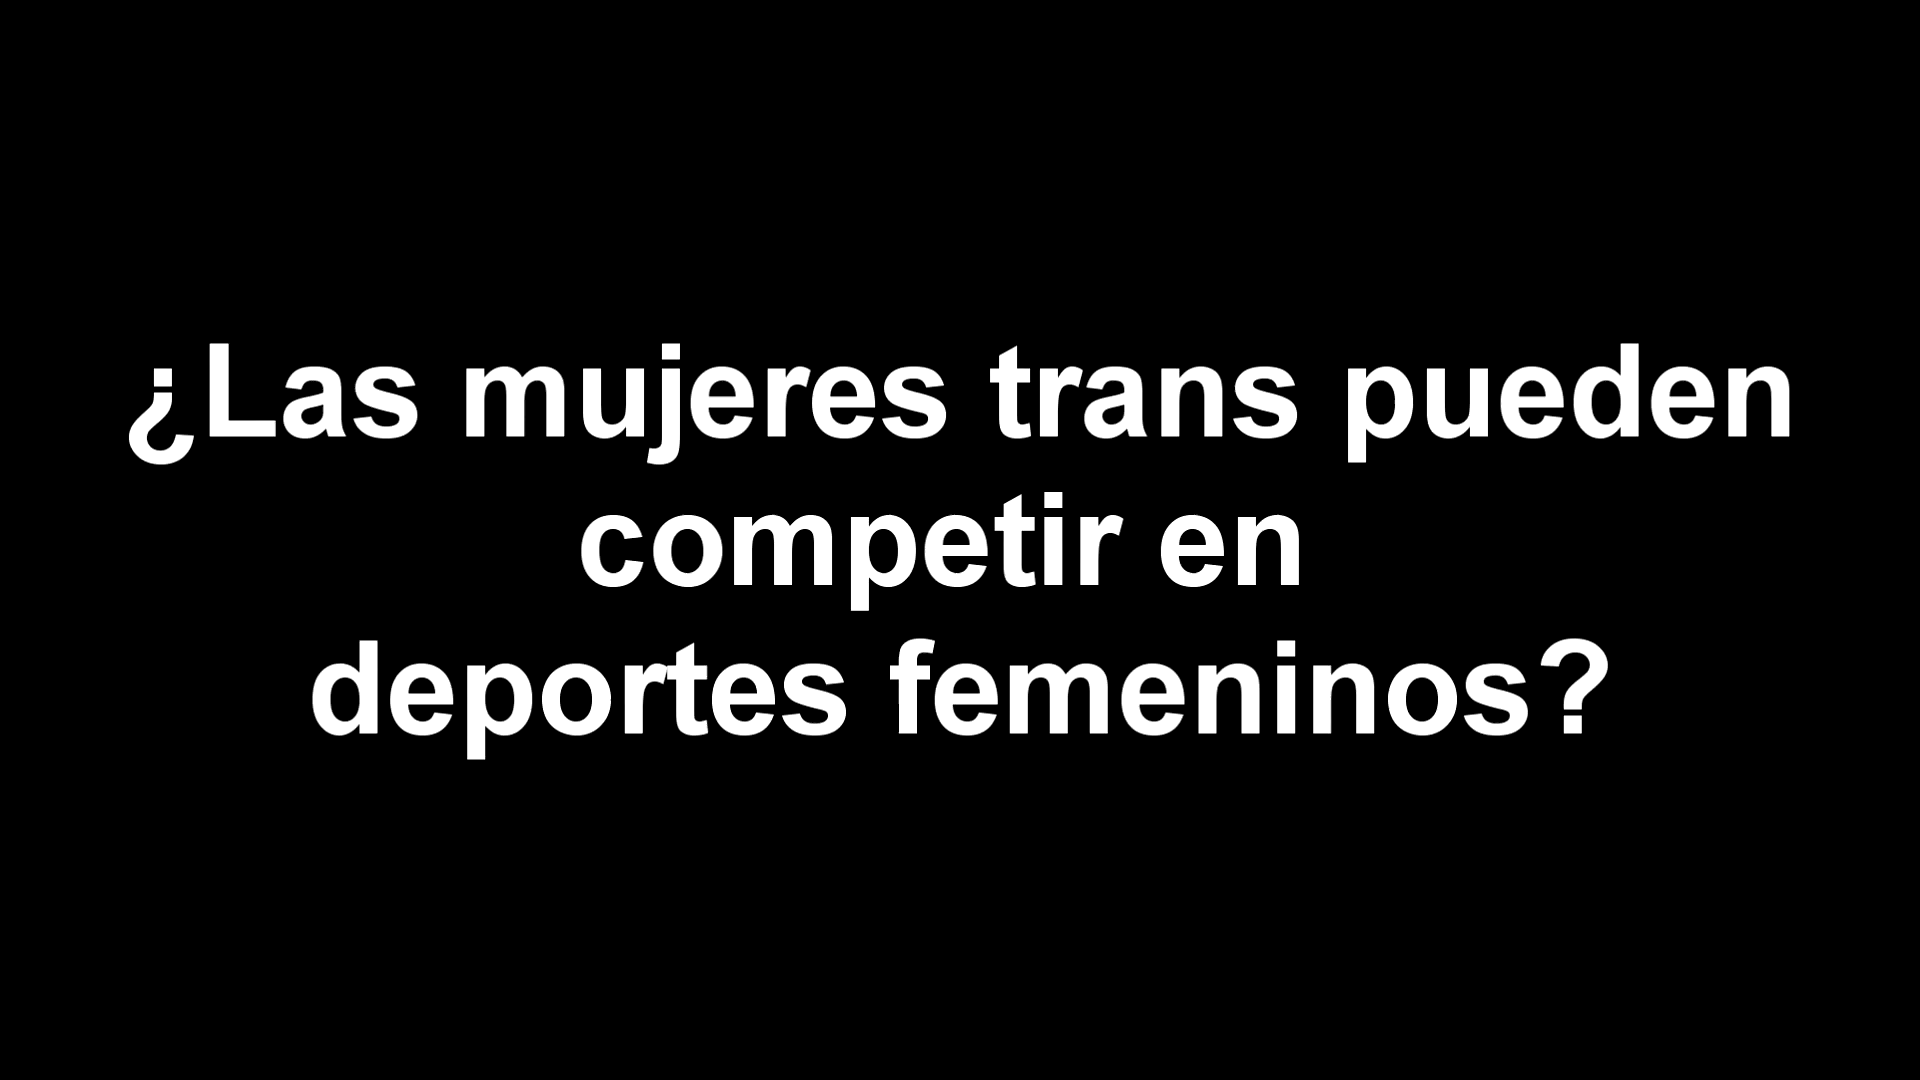 ¿Las mujeres trans pueden
competir en
deportes femeninos?